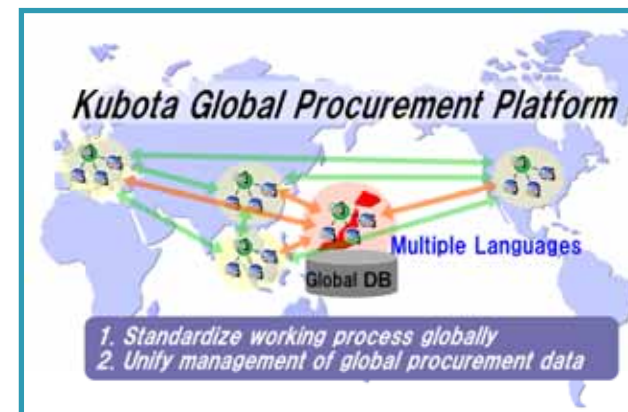 Kubota Global Procurement Platform
Multiple Languages
Global DB
1. Standardize working process globally
2. Unify management of global procurement data